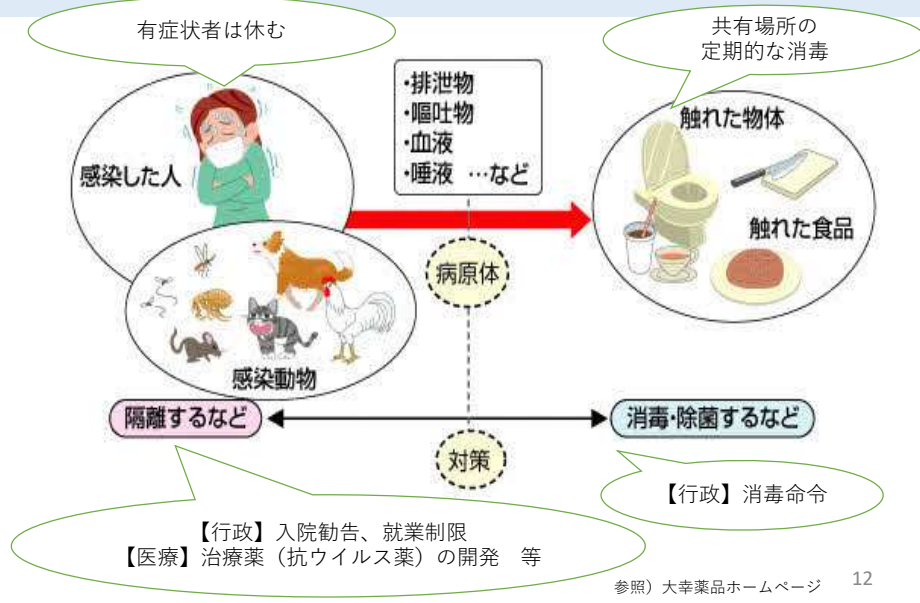 有症状者は休む
共有場所の
定期的な消毒
・排泄物
・嘔吐物
・血液
・唾液 …など
感染した人
触れた物体
触れた食品
病原体
感染動物
隔離するなど
消毒・除菌するなど
対策
【行政】消毒命令
【行政】入院勧告、就業制限
【医療】治療薬（抗ウイルス薬）の開発　等
参照）大幸薬品ホームページ
12